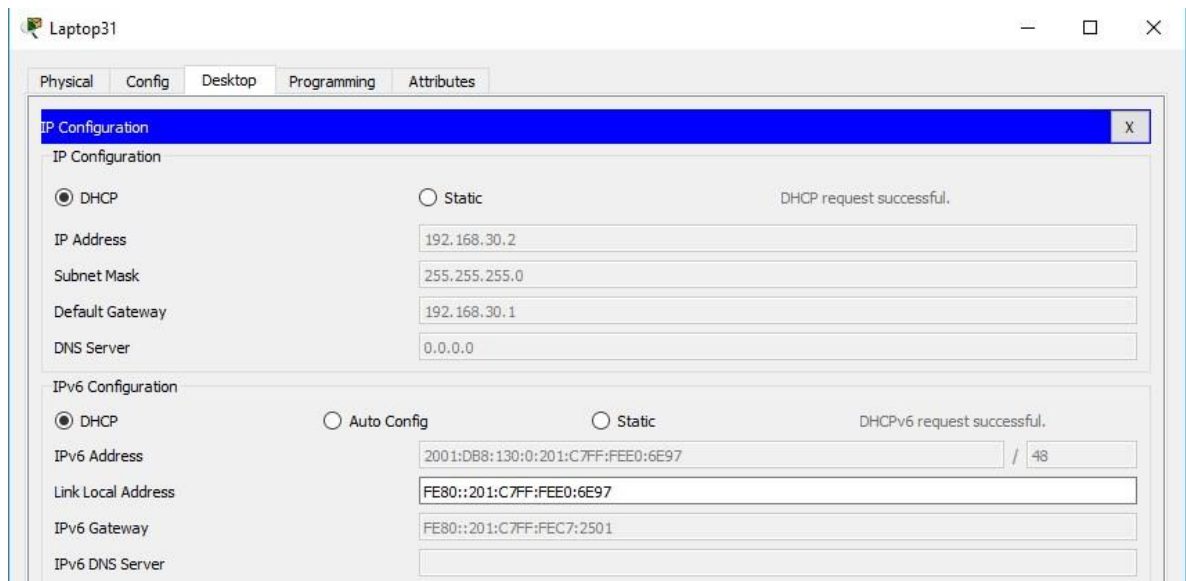 Laptop31
Physical Config Desktop Programming Attributes
IP Configuration X
IP Configuration
DHCP Static DHCP request successful.
IP Address 192.168.30.2
Subnet Mask 255.255.255.0
Default Gateway 192.168.30.1
DNS Server 0.0.0.0
IPv6 Configuration
DHCP Auto Config Static DHCPv6 request successful.
IPv6 Address 2001:DB8:130:0:201:C7FF:FEE0:6E97 / 48
Link Local Address FE80::201:C7FF:FEE0:6E97
IPv6 Gateway FE80::201:C7FF:FEC7:2501
IPv6 DNS Server